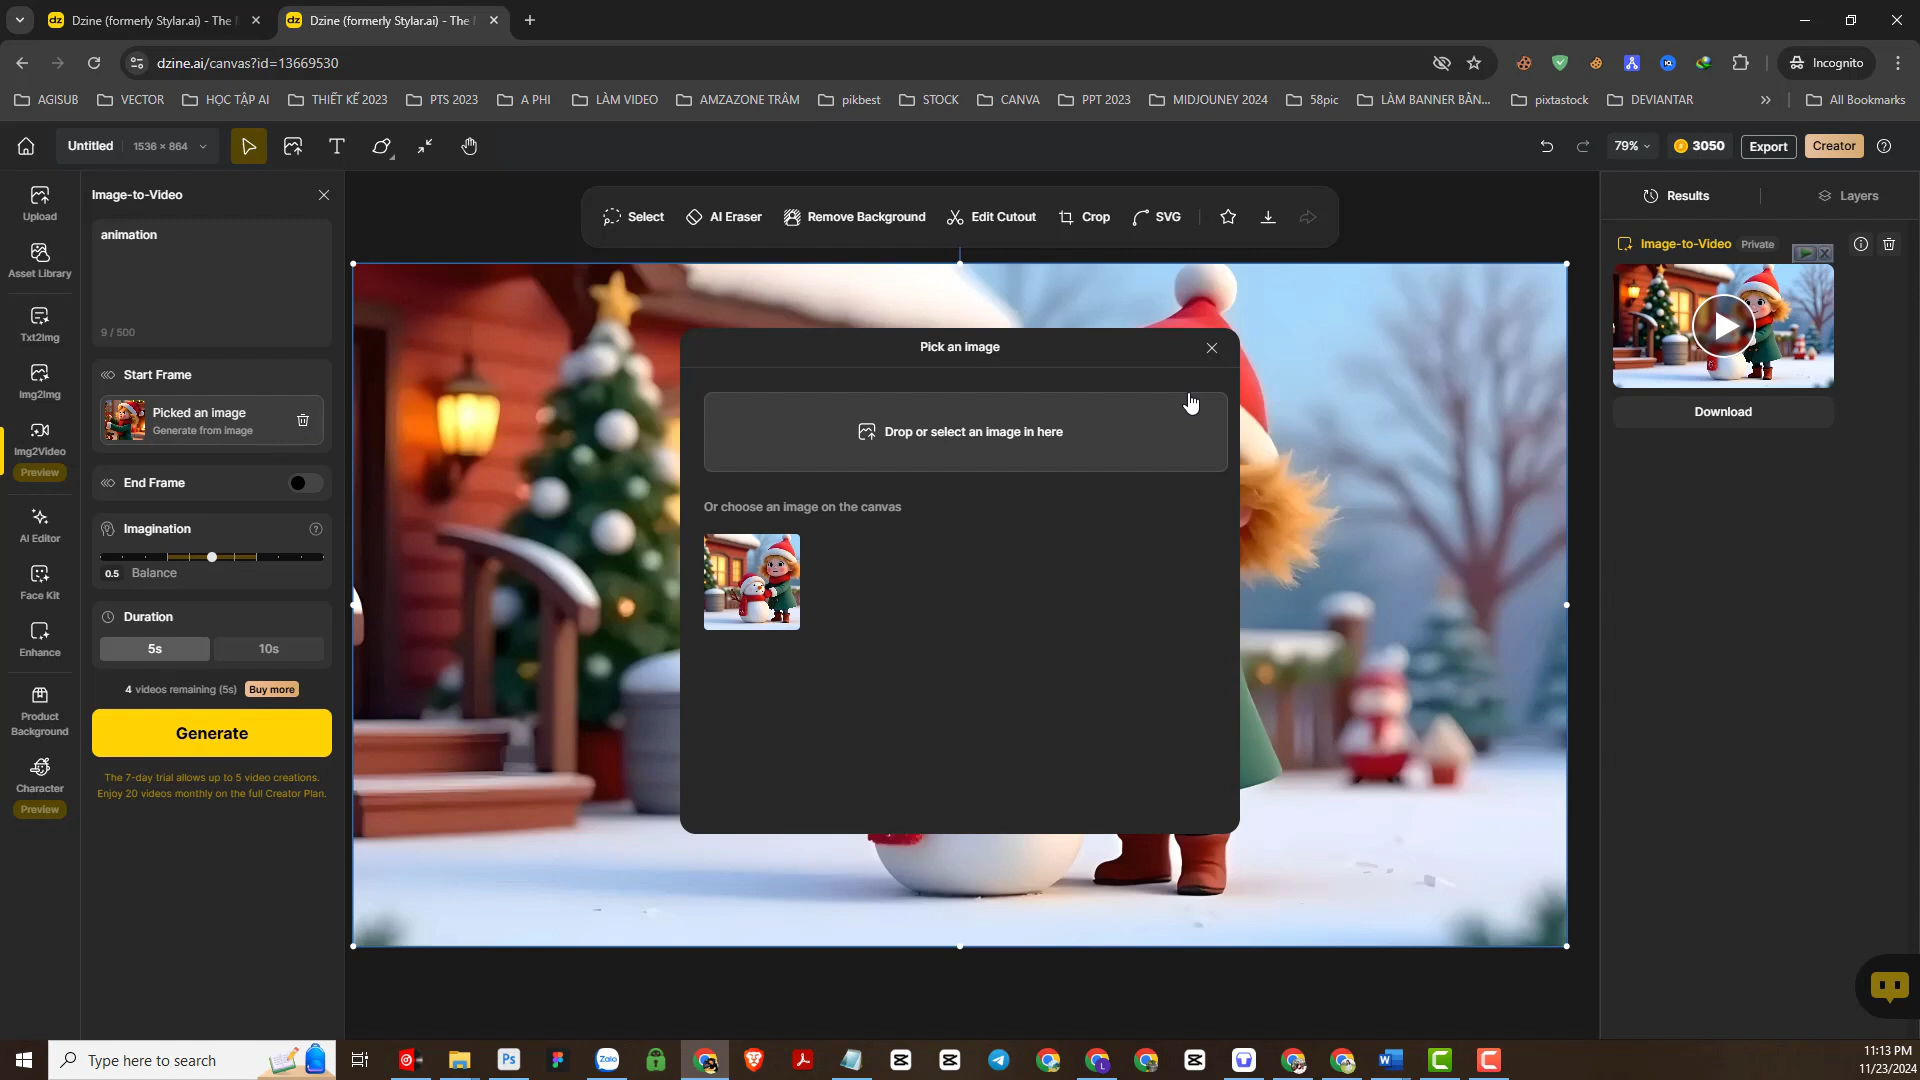 Dzine (formerly Stylar.ai) - The
Dzine (formerly Stylar.ai) - The
dzine.ai/canvas?id=13669530
Incognito
AGISUB
VECTOR
HỌC TẬP AI
THIẾT KẾ 2023
PTS 2023
A PHI
LÀM VIDEO
AMZAZONE TRÂM
pikbest
STOCK
CANVA
PPT 2023
MIDJOUNEY 2024
58pic
LÀM BANNER BÁN...
pixtastock
DEVIANTAR
All Bookmarks
Untitled
1536 × 864
79%
3050
Export
Creator
Upload
Asset Library
Txt2Img
Img2Img
Img2Video
Preview
AI Editor
Face Kit
Enhance
Product
Background
Character
Preview
Image-to-Video
animation
9 / 500
Start Frame
Picked an image
Generate from image
End Frame
Imagination
0.5 Balance
Duration
5s
10s
4 videos remaining (5s)
Buy more
Generate
The 7-day trial allows up to 5 video creations.
Enjoy 20 videos monthly on the full Creator Plan.
Select
AI Eraser
Remove Background
Edit Cutout
Crop
SVG
Pick an image
Drop or select an image in here
Or choose an image on the canvas
Results
Layers
Image-to-Video
Private
Download
Type here to search
11:13 PM
11/23/2024